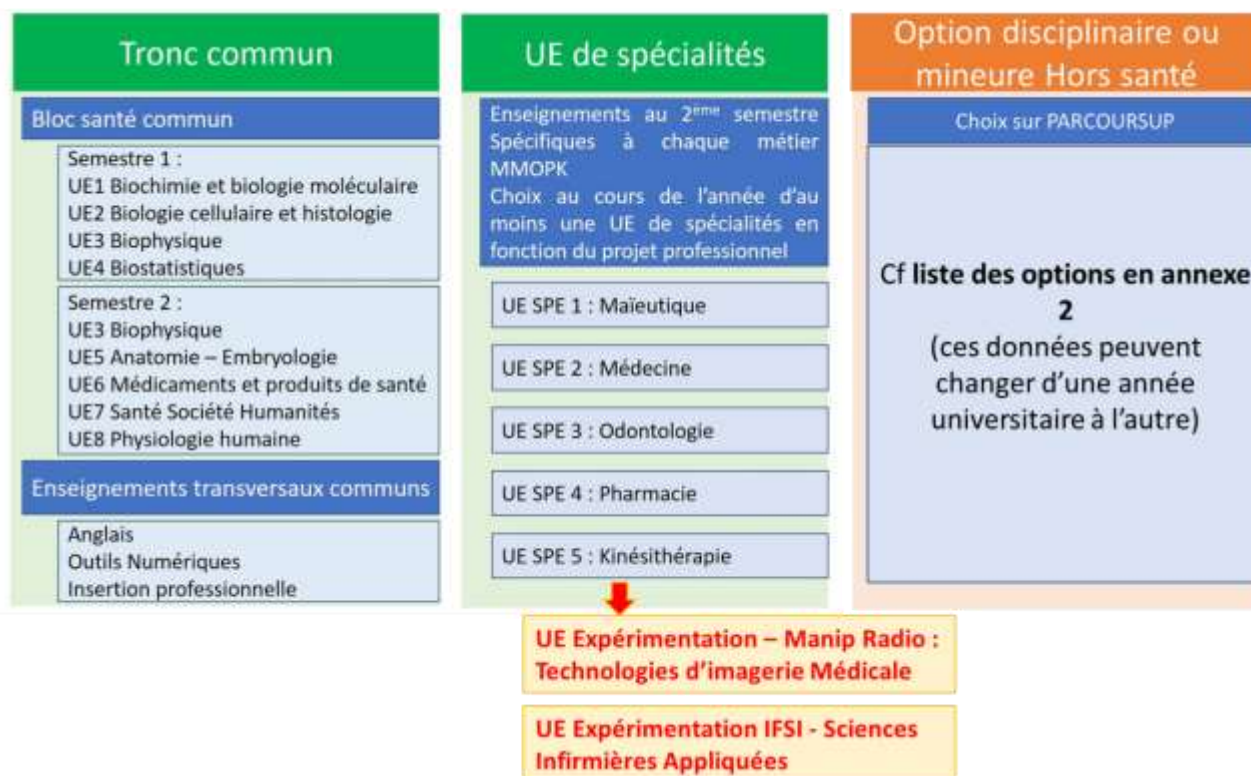 Tronc commun
Bloc santé commun
Semestre 1 :
UE1 Biochimie et biologie moléculaire
UE2 Biologie cellulaire et histologie
UE3 Biophysique
UE4 Biostatistiques
Semestre 2 :
UE3 Biophysique
UE5 Anatomie – Embryologie
UE6 Médicaments et produits de santé
UE7 Santé Société Humanités
UE8 Physiologie humaine
Enseignements transversaux communs
Anglais
Outils Numériques
Insertion professionnelle
UE de spécialités
Enseignements au 2ème semestre
Spécifiques à chaque métier
MMOPK
Choix au cours de l'année d'au
moins une UE de spécialités en
fonction du projet professionnel
UE SPE 1 : Maïeutique
UE SPE 2 : Médecine
UE SPE 3 : Odontologie
UE SPE 4 : Pharmacie
UE SPE 5 : Kinésithérapie
UE Expérimentation – Manip Radio :
Technologies d'imagerie Médicale
UE Expérimentation IFSI - Sciences
Infirmières Appliquées
Option disciplinaire ou
mineure Hors santé
Choix sur PARCOURSUP
Cf liste des options en annexe
2
(ces données peuvent
changer d'une année
universitaire à l'autre)